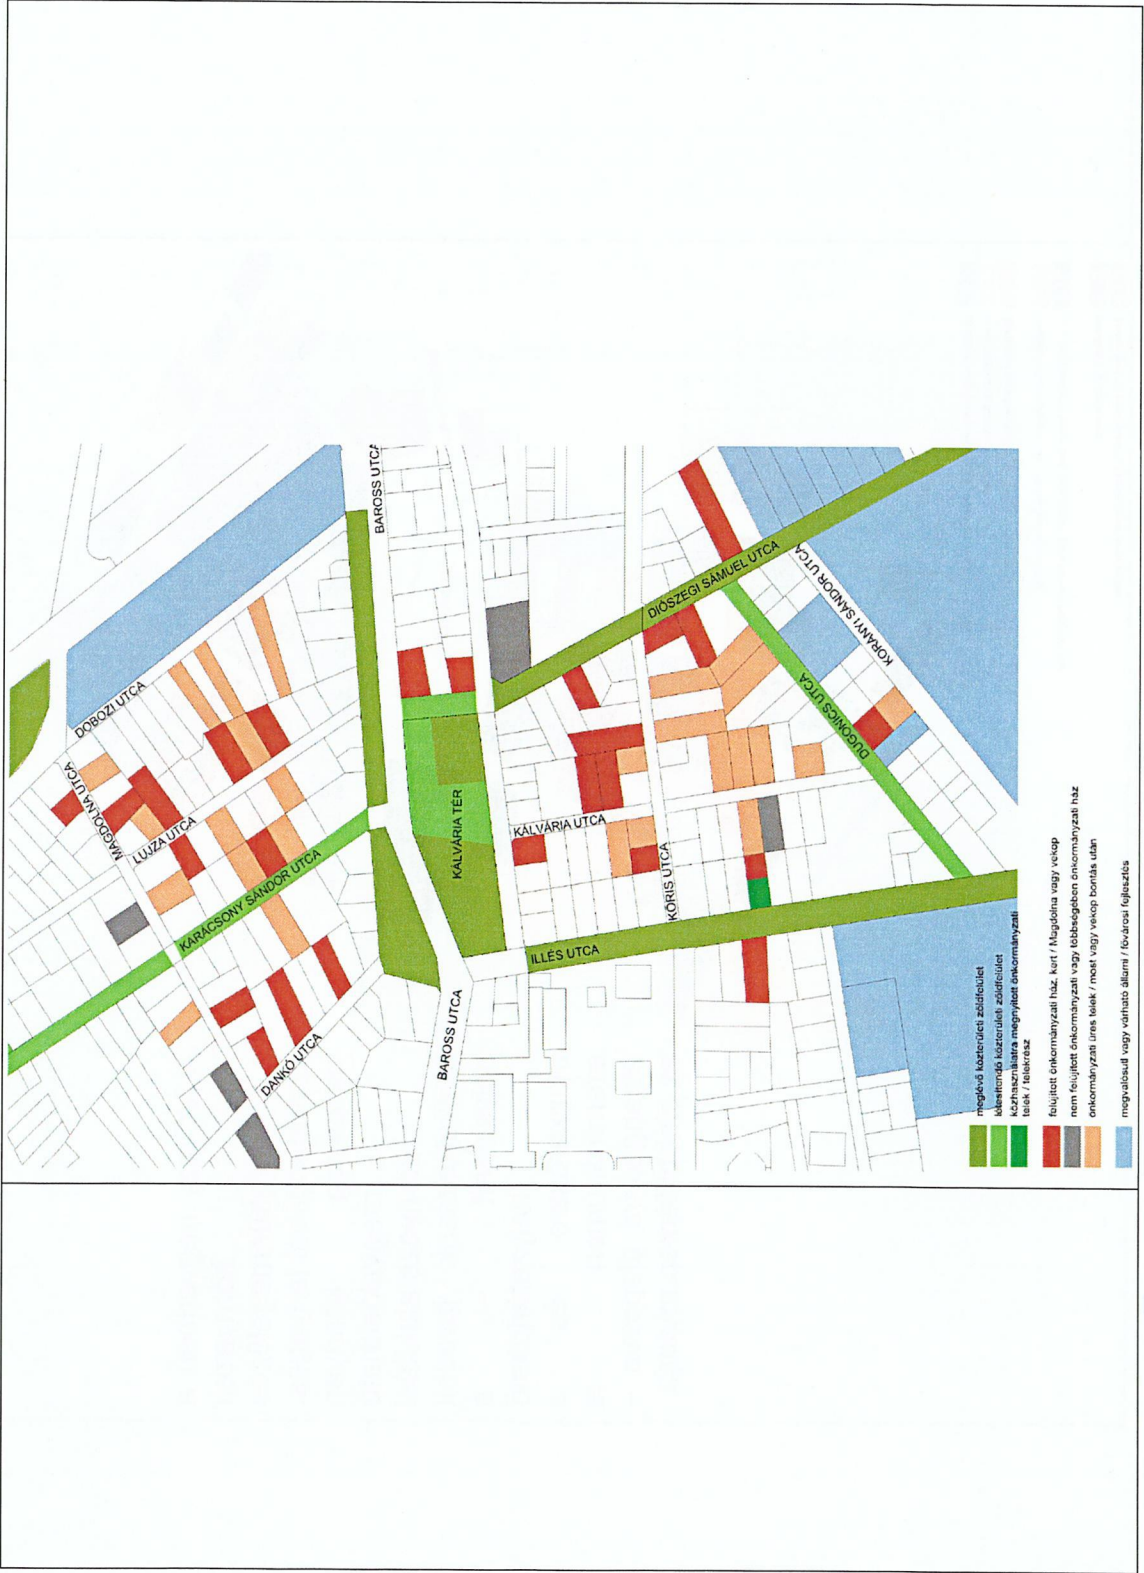 DOBOZI UTCA
MAGDOLNA UTCA
LUJZA UTCA
KARÁCSONY SÁNDOR UTCA
DANKÓ UTCA
BAROSS UTCA
BAROSS UTCA
KÁLVÁRIA TÉR
KÁLVÁRIA UTCA
KŐRIS UTCA
ILLÉS UTCA
DIÓSZEGI SÁMUEL UTCA
DUGONICS UTCA
KORÁNYI SÁNDOR UTCA
meglévő közterületi zöldfelület
létesítendő közterületi zöldfelület
közhasználatra megnyitott önkormányzati
telek / telekrész
felújított önkormányzati ház, kert / Magdolna vagy vekop
nem felújított önkormányzati vagy többségében önkormányzati ház
önkormányzati üres telek / most vagy vekop bontás után
megvalósult vagy várható állami / fővárosi fejlesztés